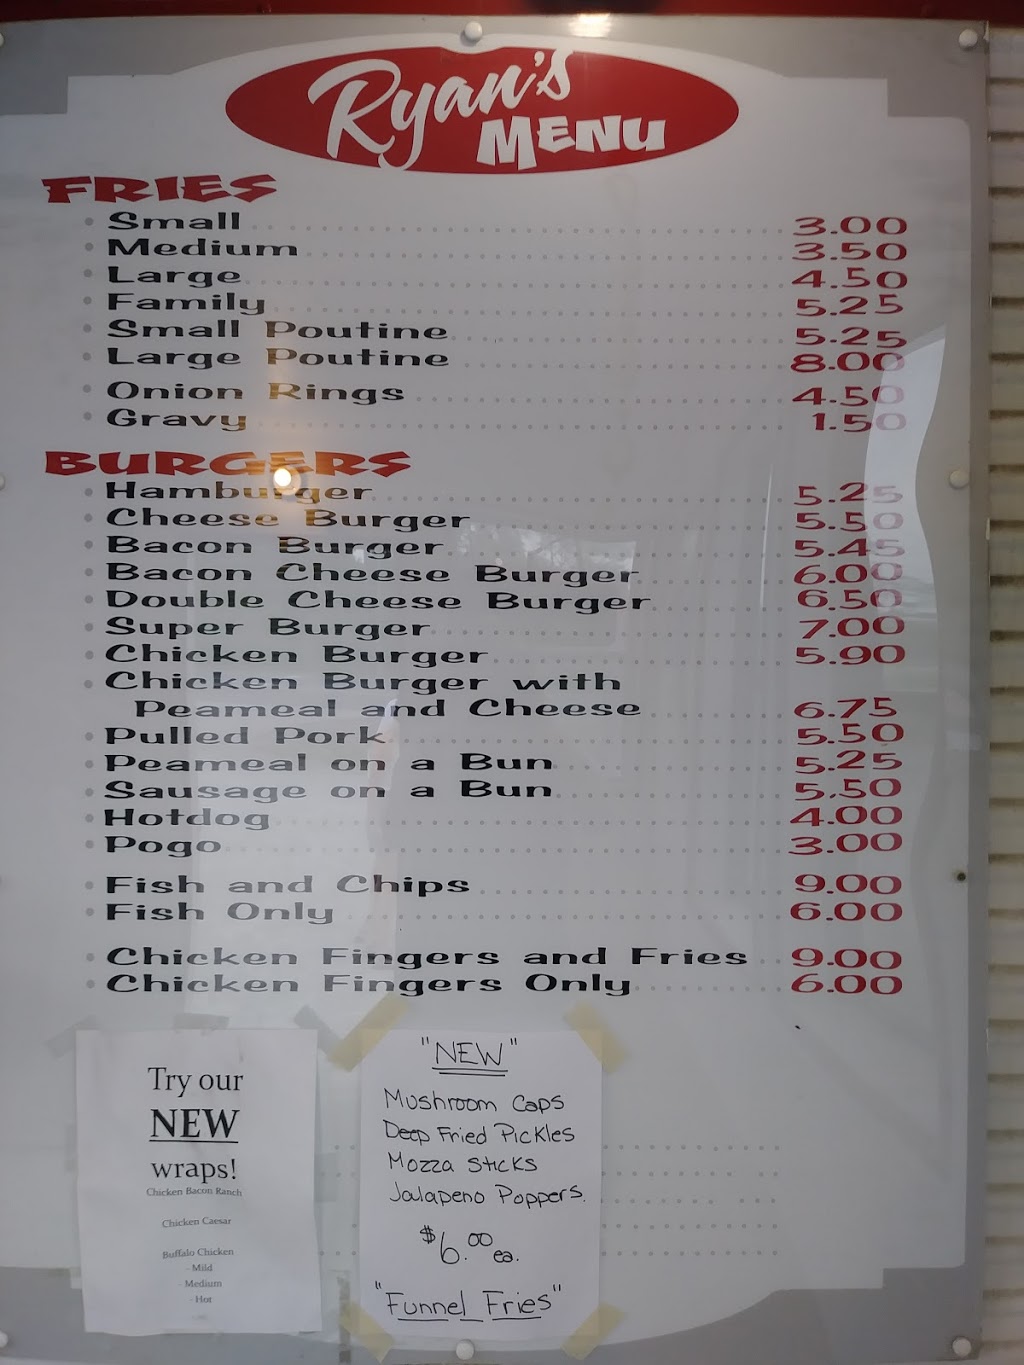 Ryan's
MENU
FRIES
Small 3.00
Medium 3.50
Large 4.50
Family 5.25
Small Poutine 5.25
Large Poutine 8.00
Onion Rings 4.50
Gravy 1.50
BURGERS
Hamburger 5.25
Cheese Burger 5.50
Bacon Burger 5.45
Bacon Cheese Burger 6.00
Double Cheese Burger 6.50
Super Burger 7.00
Chicken Burger 5.90
Chicken Burger with
Peameal and Cheese 6.75
Pulled Pork 5.50
Peameal on a Bun 5.25
Sausage on a Bun 5.50
Hotdog 4.00
Pogo 3.00
Fish and Chips 9.00
Fish Only 6.00
Chicken Fingers and Fries 9.00
Chicken Fingers Only 6.00
Try our
NEW
wraps!
Chicken Bacon Ranch
Chicken Caesar
Buffalo Chicken
- Mild
- Medium
- Hot
"NEW"
Mushroom Caps
Deep Fried Pickles
Mozza Sticks
Jalapeno Poppers.
$6.00 ea.
"Funnel Fries"